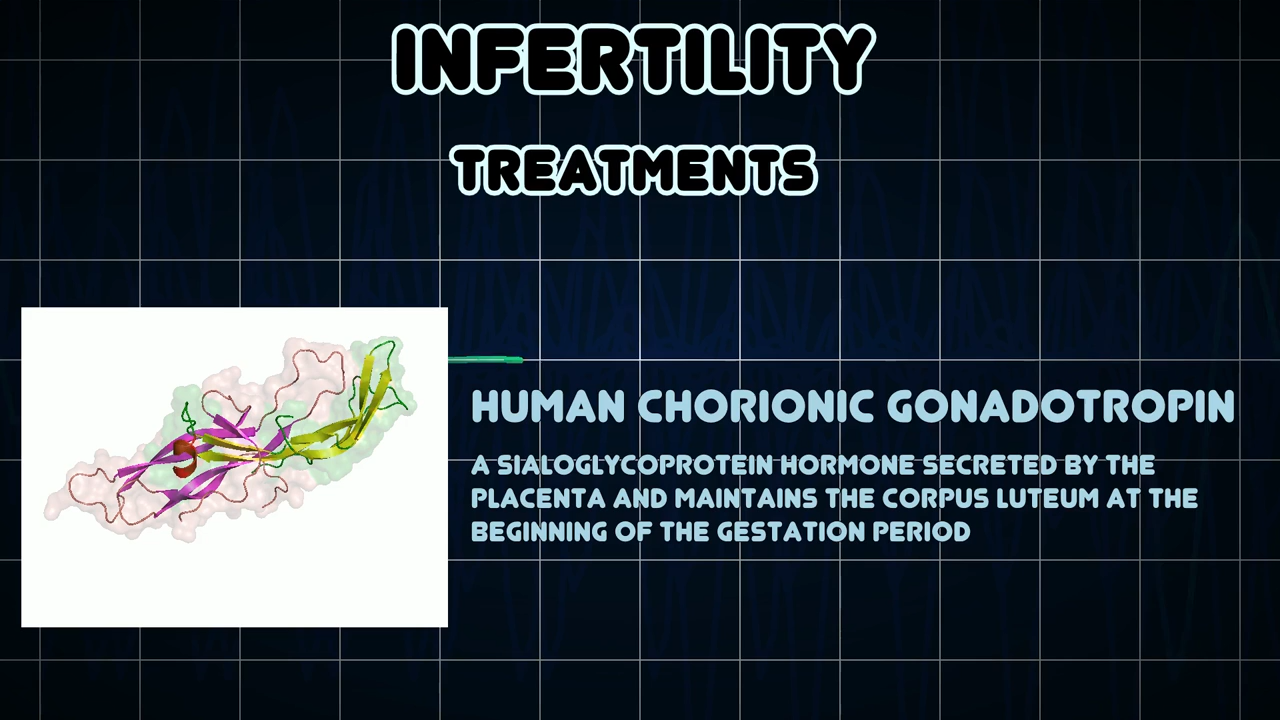 INFERTILITY
TREATMENTS
HUMAN CHORIONIC GONADOTROPIN
A SIALOGLYCOPROTEIN HORMONE SECRETED BY THE
PLACENTA AND MAINTAINS THE CORPUS LUTEUM AT THE
BEGINNING OF THE GESTATION PERIOD